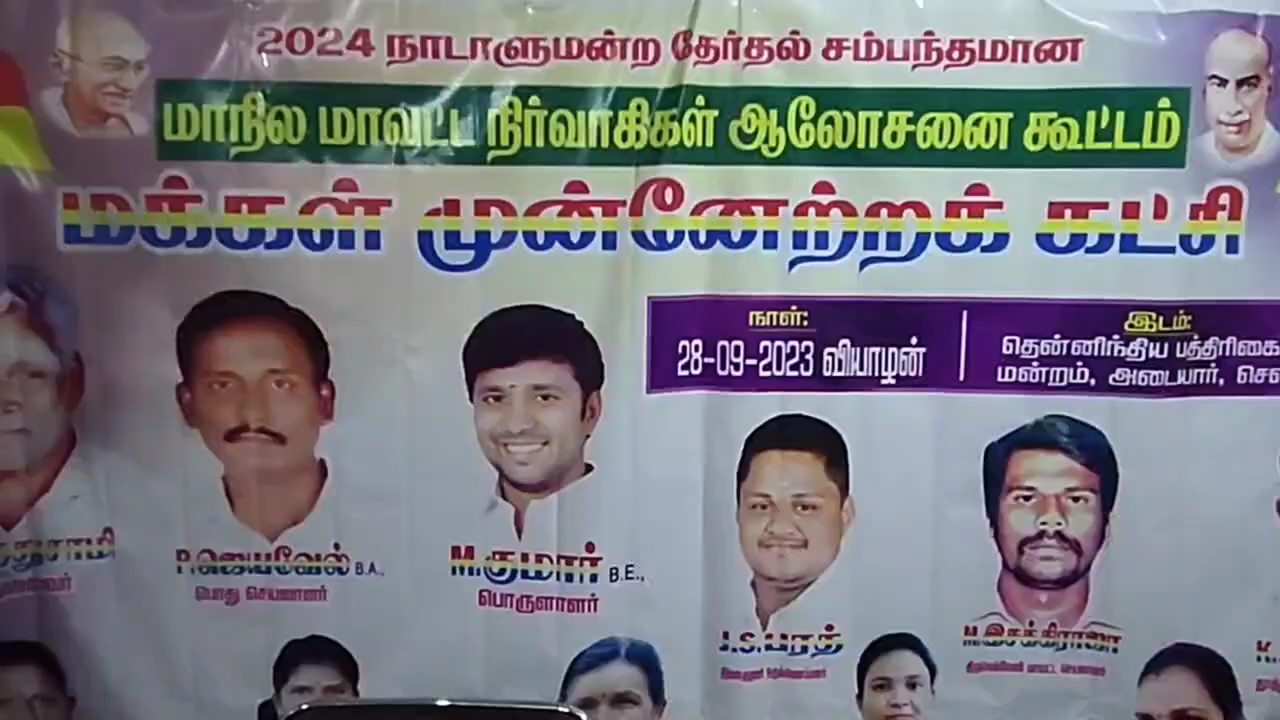 2024 நாடாளுமன்ற தேர்தல் சம்பந்தமான
மாநில மாவட்ட நிர்வாகிகள் ஆலோசனை கூட்டம்
மக்கள் முன்னேற்றக் கட்சி
நாள்:
28-09-2023 வியாழன்
இடம்:
தென்னிந்திய பத்திரிகை
மன்றம், அடையார்,
P.ஜெயவேல் B.A.,
பொது செயலாளர்
M.குமார் B.E.,
பொருளாளர்
J.S.பரத்
M.இசக்கிராஜா